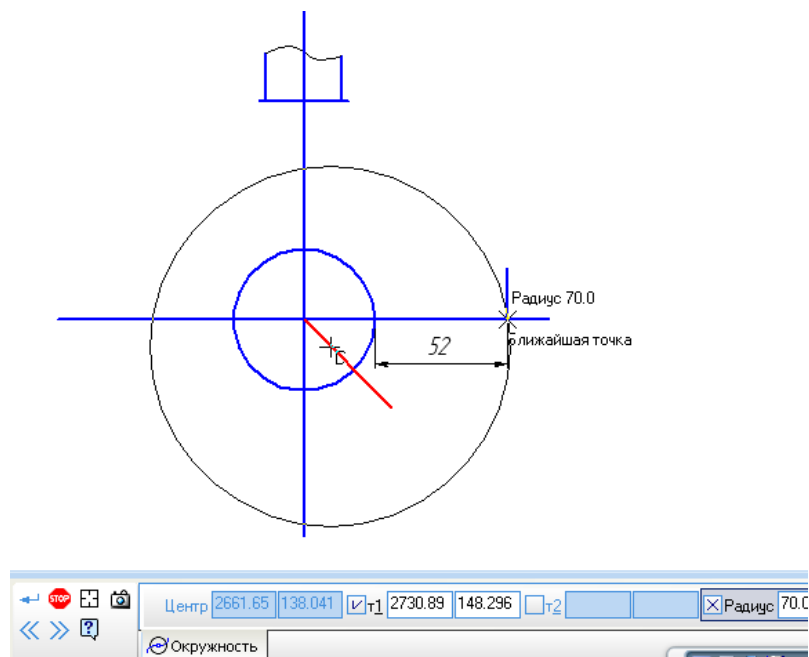 Радиус 70.0
Ближайшая точка
52
С
STOP
Центр 2661.65 138.041 т1 2730.89 148.296 т2 Радиус 70.0
Окружность